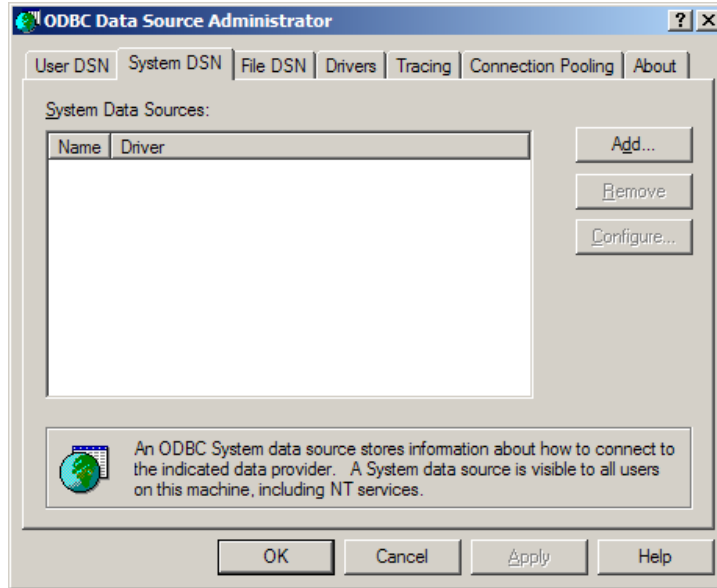 ODBC Data Source Administrator
User DSN System DSN File DSN Drivers Tracing Connection Pooling About
System Data Sources:
Name Driver
Add...
Remove
Configure...
An ODBC System data source stores information about how to connect to
the indicated data provider. A System data source is visible to all users
on this machine, including NT services.
OK Cancel Apply Help